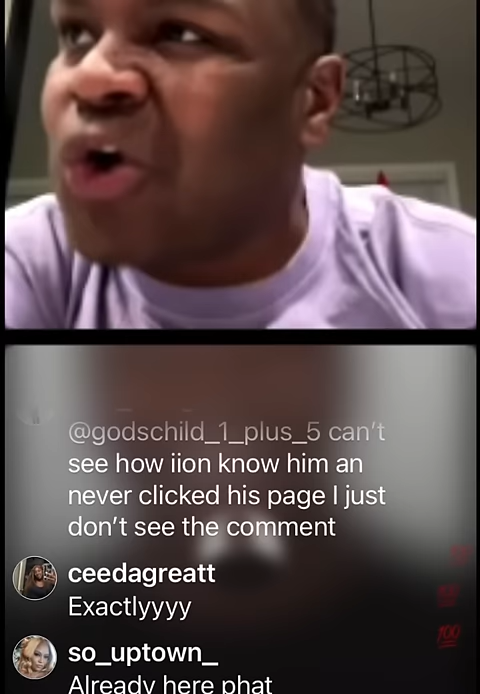 @godschild_1_plus_5 can't
see how iion know him an
never clicked his page I just
don't see the comment
ceedagreatt
Exactlyyyy
so_uptown_
Already here phat